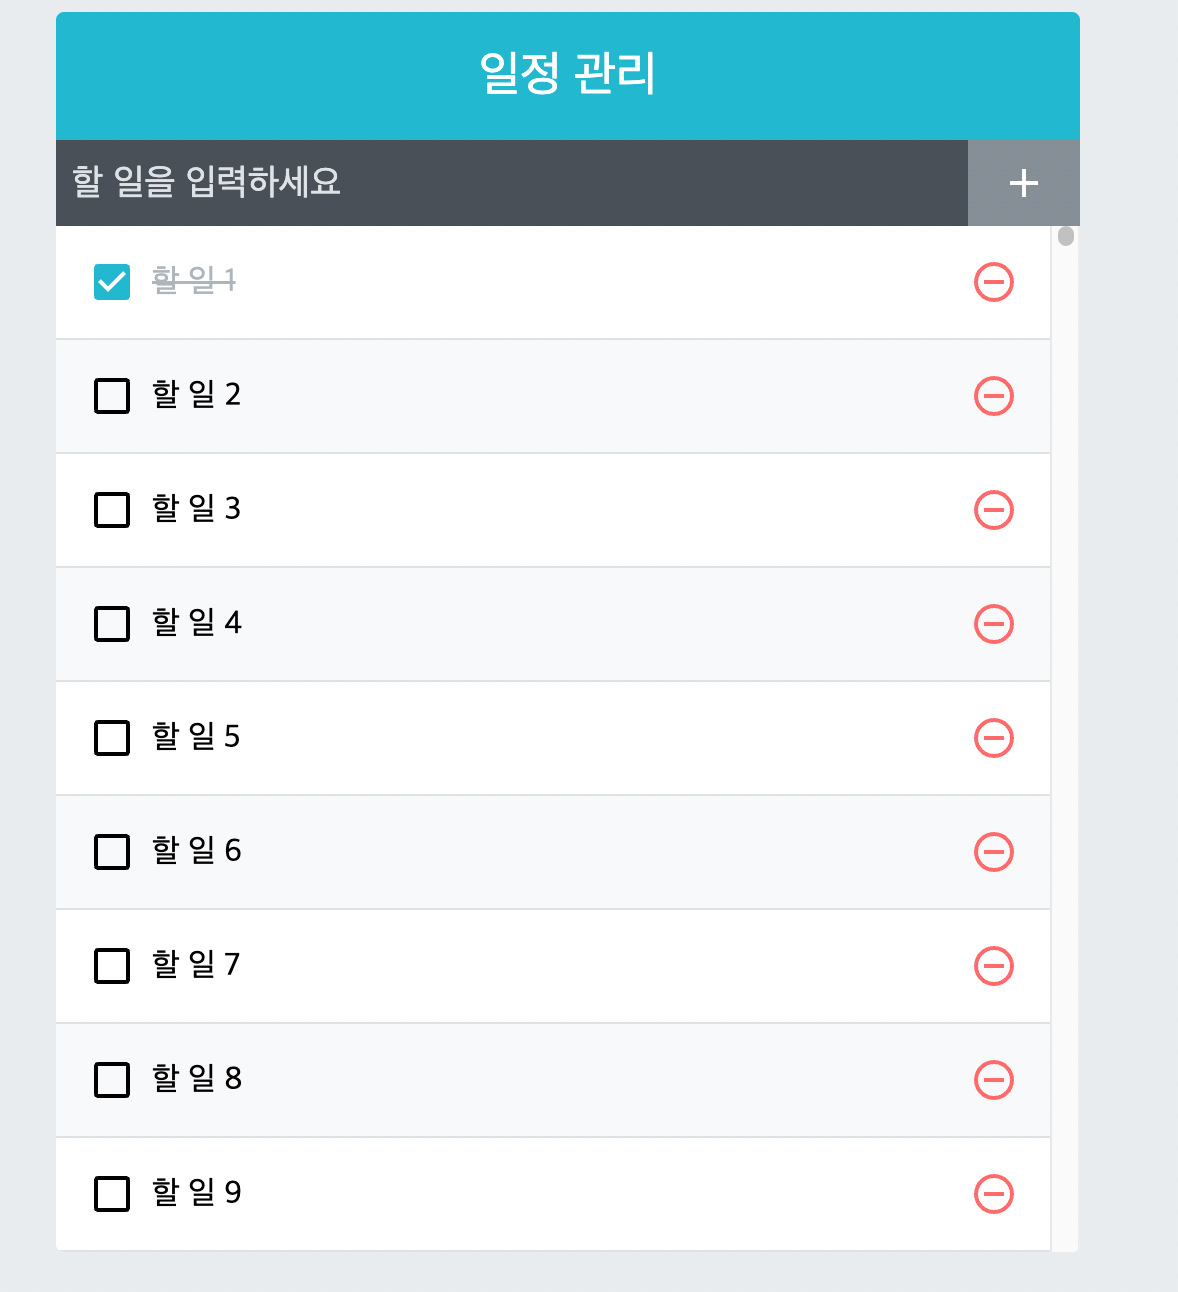 일정 관리
할 일을 입력하세요
할 일 1
할 일 2
할 일 3
할 일 4
할 일 5
할 일 6
할 일 7
할 일 8
할 일 9